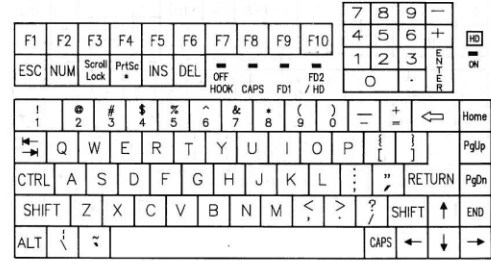 7 8 9 −
F1 F2 F3 F4 F5 F6 F7 F8 F9 F10 4 5 6 + HD
ESC NUM Scroll Lock PrtSc * INS DEL OFF HOOK CAPS FD1 FD2 / HD 1 2 3 ENTER ON
0 .
! 1 @ 2 # 3 $ 4 % 5 ^ 6 & 7 * 8 ( 9 ) 0 _ - + = ⇦ Home
Q W E R T Y U I O P { [ } ] PgUp
CTRL A S D F G H J K L : ; " , RETURN PgDn
SHIFT Z X C V B N M < , > . ? / SHIFT ↑ END
ALT | \ ~ ` CAPS ← ↓ →